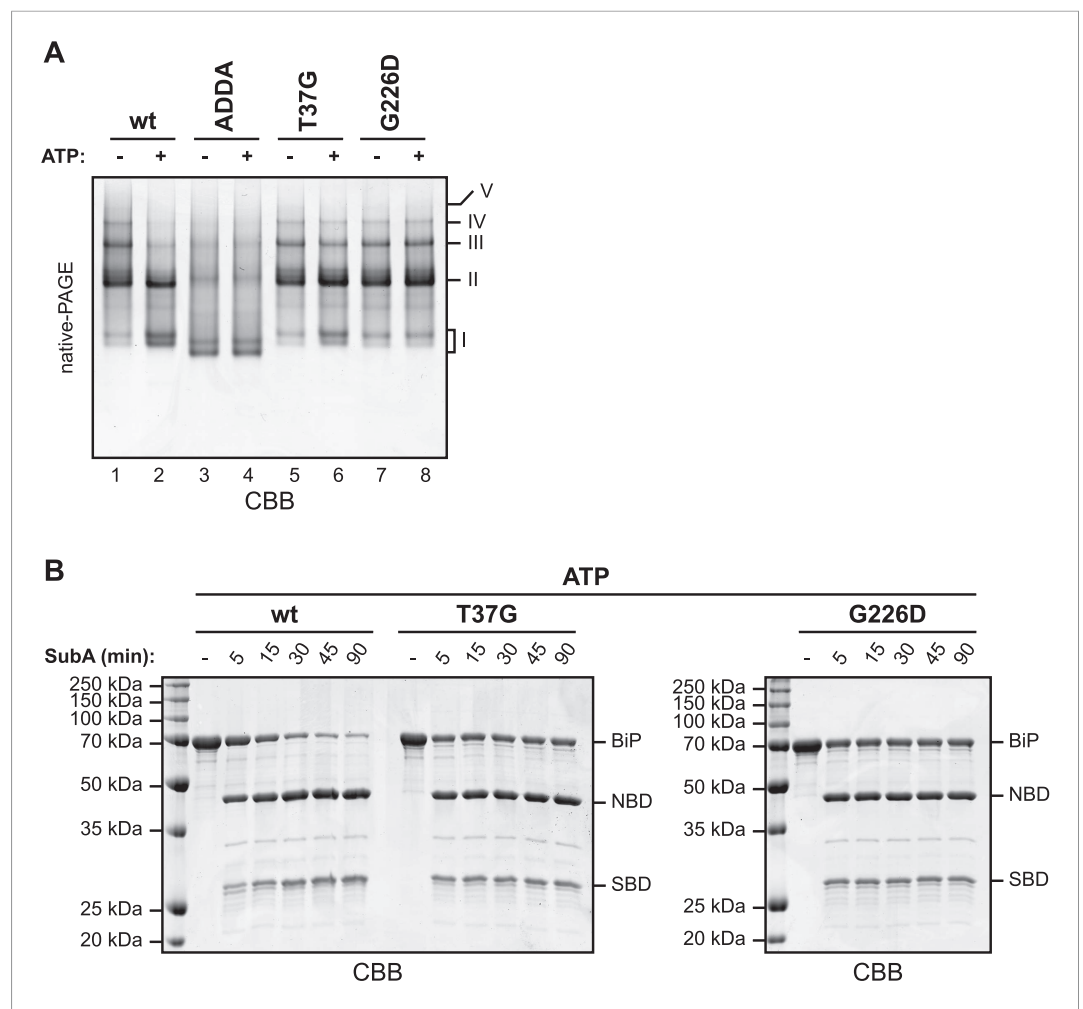 A
wt ADDA T37G G226D
ATP: - + - + - + - +
V
IV
III
II
I
native-PAGE
1 2 3 4 5 6 7 8
CBB
B
ATP
wt T37G G226D
SubA (min): - 5 15 30 45 90 - 5 15 30 45 90 - 5 15 30 45 90
250 kDa
150 kDa
100 kDa
70 kDa
50 kDa
35 kDa
25 kDa
20 kDa
BiP
NBD
SBD
250 kDa
150 kDa
100 kDa
70 kDa
50 kDa
35 kDa
25 kDa
20 kDa
BiP
NBD
SBD
CBB CBB